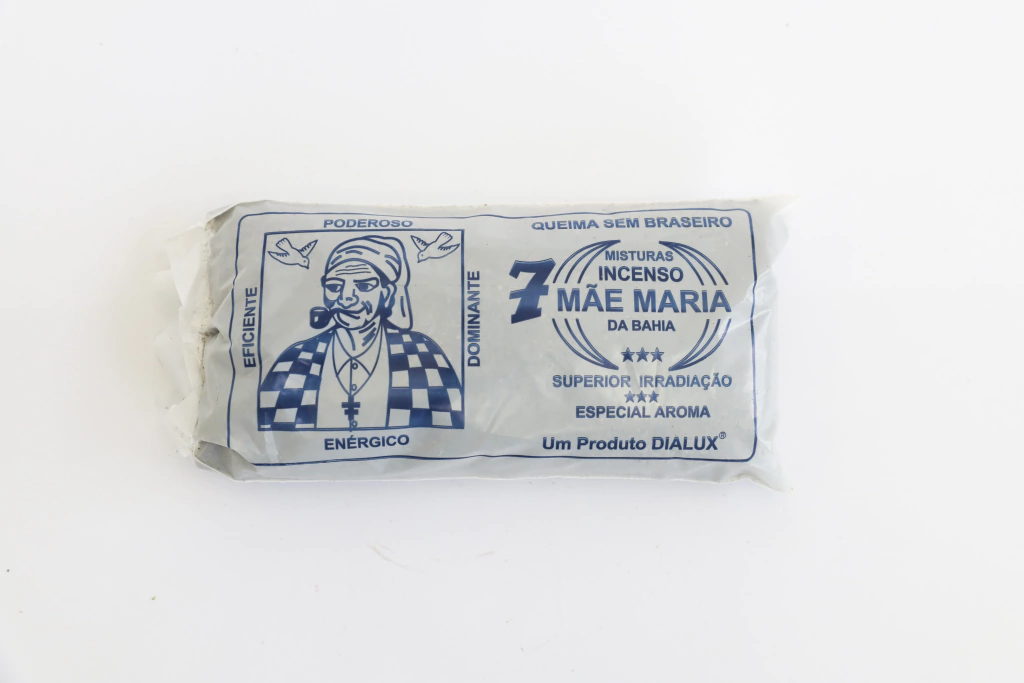 PODEROSO
EFICIENTE
DOMINANTE
ENÉRGICO
QUEIMA SEM BRASEIRO
7
MISTURAS
INCENSO
MÃE MARIA
DA BAHIA
SUPERIOR IRRADIAÇÃO
ESPECIAL AROMA
Um Produto DIALUX®